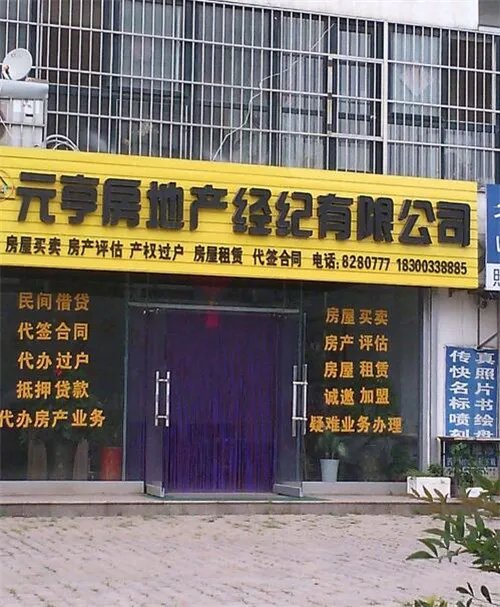 元亨房地产经纪有限公司
房屋买卖 房产评估 产权过户 房屋租赁 代签合同 电话:8280777 18300338885
民间借贷
代签合同
代办过户
抵押贷款
代办房产业务
房屋买卖
房产评估
房屋租赁
诚邀加盟
疑难业务办理
传真
快照
名片
标书
喷绘
刻盘